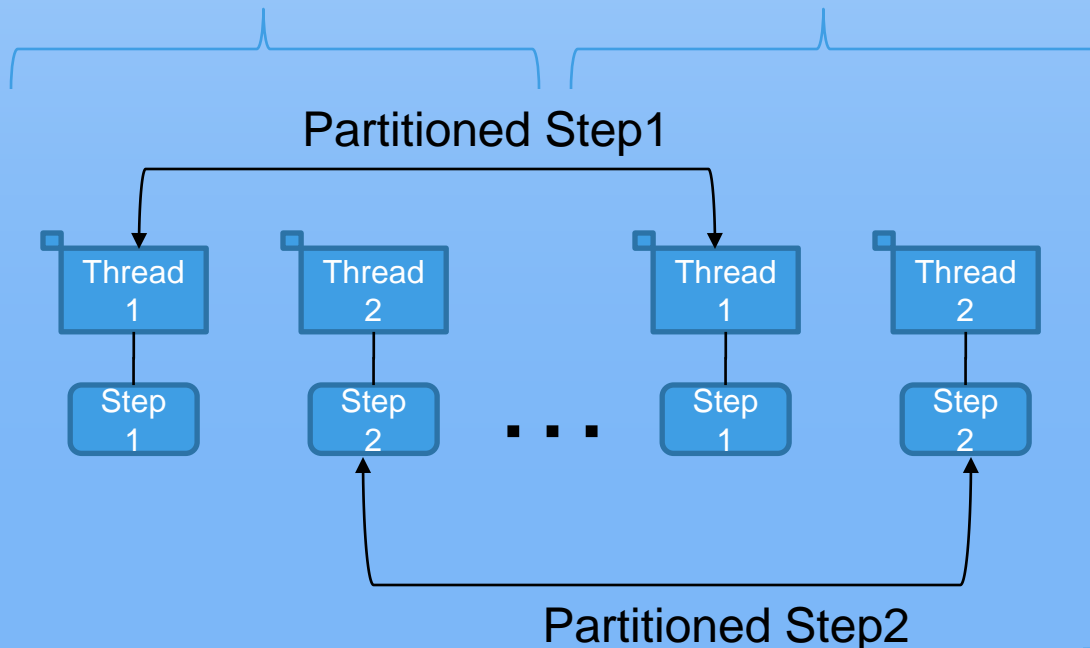 Partitioned Step1
Thread
1
Thread
2
Thread
1
Thread
2
Step
1
Step
2
...
Step
1
Step
2
Partitioned Step2